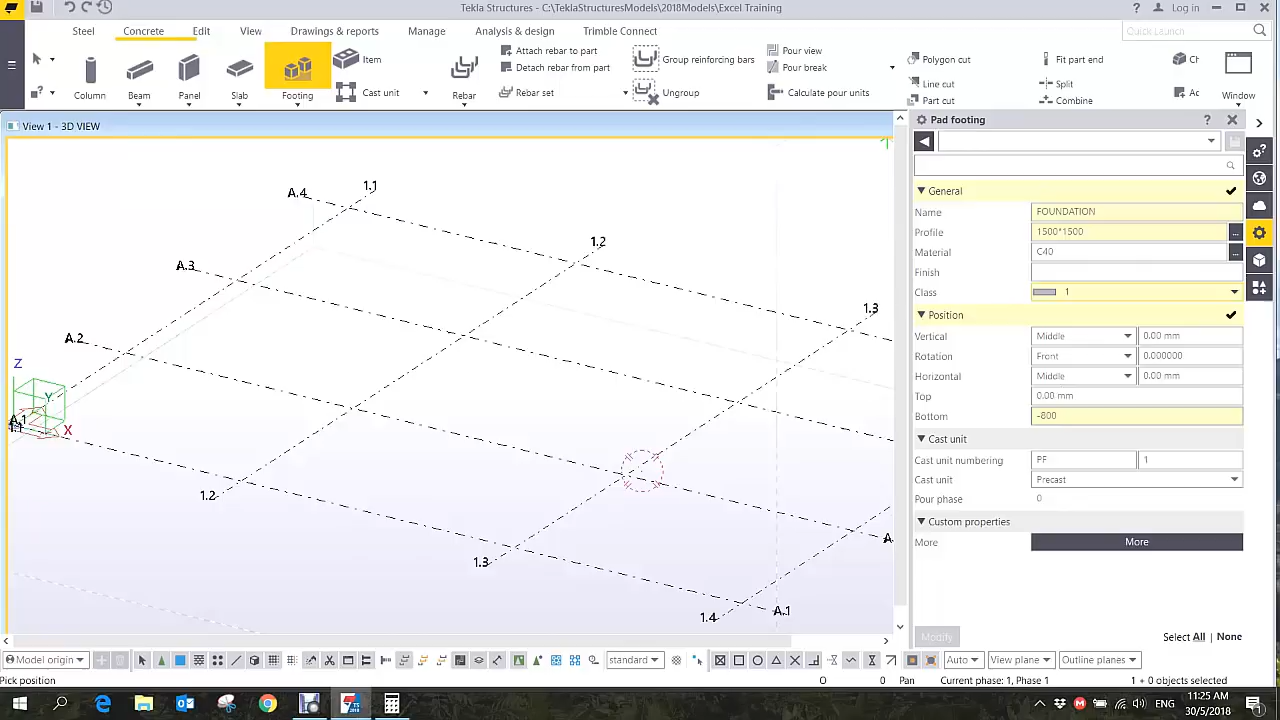 Tekla Structures - C:\TeklaStructuresModels\2018Models\Excel Training
? Log in
Steel Concrete Edit View Drawings & reports Manage Analysis & design Trimble Connect
Quick Launch
Column Beam Panel Slab Footing Item Cast unit Rebar
Attach rebar to part
Detach rebar from part
Rebar set
Group reinforcing bars
Ungroup
Pour view
Pour break
Calculate pour units
Polygon cut
Line cut
Part cut
Fit part end
Split
Combine
Ch
Ac
Window
View 1 - 3D VIEW
A.4 1.1
1.2
A.3
1.3
A.2
Z
Y
A.1
X
1.2
1.3
A
1.4 A.1
Pad footing ?
General
Name FOUNDATION
Profile 1500*1500 ...
Material C40 ...
Finish
Class 1
Position
Vertical Middle 0.00 mm
Rotation Front 0.000000
Horizontal Middle 0.00 mm
Top 0.00 mm
Bottom -800
Cast unit
Cast unit numbering PF 1
Cast unit Precast
Pour phase 0
Custom properties
More More
Modify Select All | None
Model origin standard Auto View plane Outline planes
Pick position O 0 Pan Current phase: 1, Phase 1 1 + 0 objects selected
ENG 11:25 AM
30/5/2018